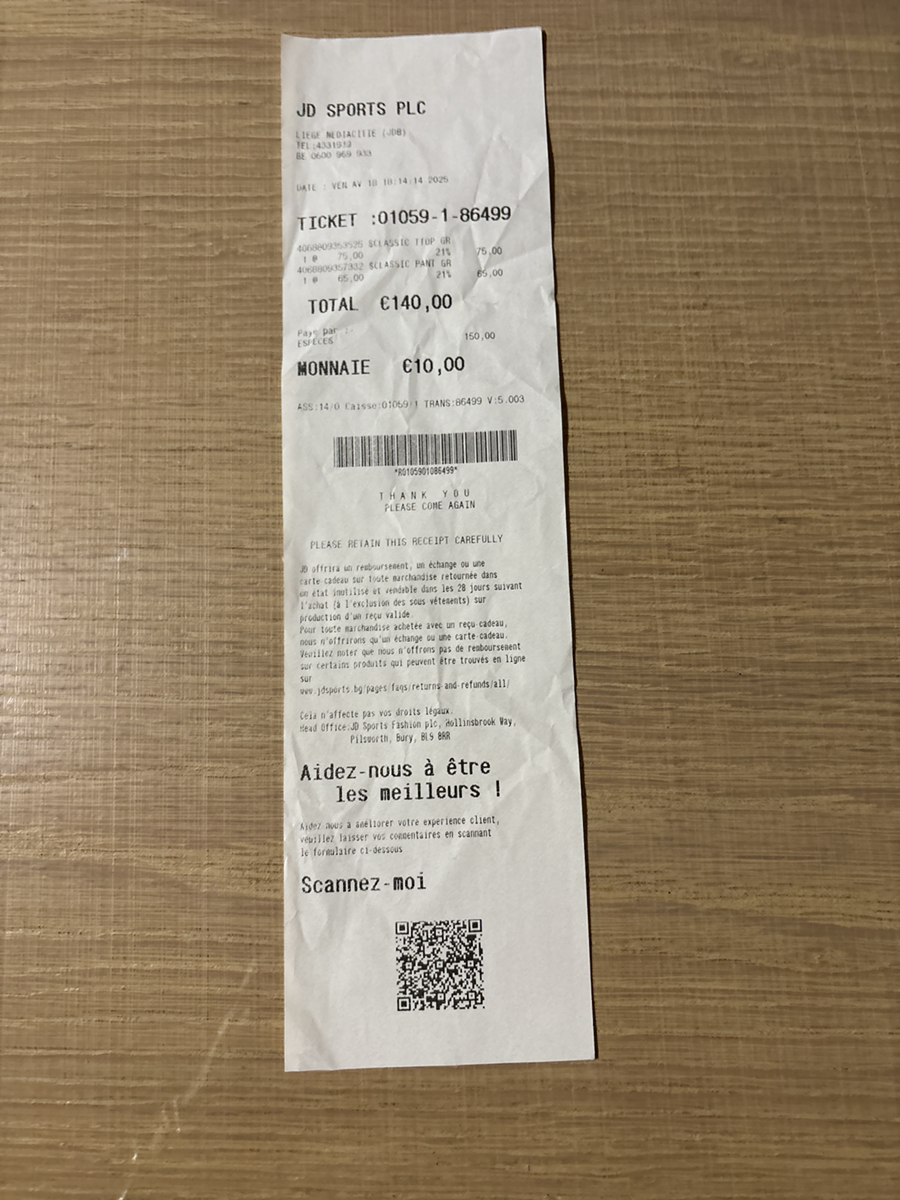 JD SPORTS PLC
LIEGE MEDIACITIE (JDB)
TEL:4331912
BE 0600 969 933
DATE : VEN AV 18 18:14:14 2025
TICKET :01059-1-86499
4068809353525 $CLASSIC TTOP GR
1 @ 75,00 21% 75,00
4068809357332 $CLASSIC PANT GR
1 @ 65,00 21% 65,00
TOTAL €140,00
Paye par :
ESPECES 150,00
MONNAIE €10,00
ASS:14/0 Caisse:01059/1 TRANS:86499 V:5.003
*R0105901086499*
THANK YOU
PLEASE COME AGAIN
PLEASE RETAIN THIS RECEIPT CAREFULLY
JD offrira un remboursement, un échange ou une
carte cadeau sur toute marchandise retournée dans
un état inutilisé et vendable dans les 28 jours suivant
l'achat (à l'exclusion des sous vêtements) sur
production d'un reçu valide.
Pour toute marchandise achetée avec un reçu-cadeau,
nous n'offrirons qu'un échange ou une carte-cadeau.
Veuillez noter que nous n'offrons pas de remboursement
sur certains produits qui peuvent être trouvés en ligne
sur
www.jdsports.bg/pages/faqs/returns-and-refunds/all/
Cela n'affecte pas vos droits légaux.
Head Office:JD Sports Fashion plc, Hollinsbrook Way,
Pilsworth, Bury, BL9 8RR
Aidez-nous à être
les meilleurs !
Aidez nous à améliorer votre experience client,
veuillez laisser vos commentaires en scannant
le formulaire ci-dessous
Scannez-moi